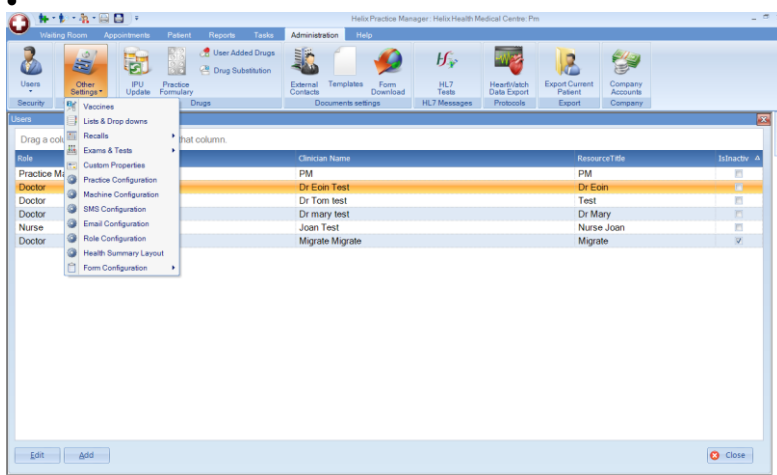 Helix Practice Manager: Helix Health Medical Centre: Pm
Waiting Room Appointments Patient Reports Tasks Administration Help
Users
Other Settings
IPU Update
Practice Formulary
User Added Drugs
Drug Substitution
External Contacts
Templates
Form Download
HL7 Tests
HeartWatch Data Export
Export Current Patient
Company Accounts
Security Drugs Documents settings HL7 Messages Protocols Export Company
Vaccines
Lists & Drop downs
Recalls
Exams & Tests
Custom Properties
Practice Configuration
Machine Configuration
SMS Configuration
Email Configuration
Role Configuration
Health Summary Layout
Form Configuration
Users
Drag a colu hat column.
Role Clinician Name ResourceTitle IsInactiv
Practice Ma PM PM
Doctor Dr Eoin Test Dr Eoin
Doctor Dr Tom test Test
Doctor Dr mary test Dr Mary
Nurse Joan Test Nurse Joan
Doctor Migrate Migrate Migrate
Edit Add Close